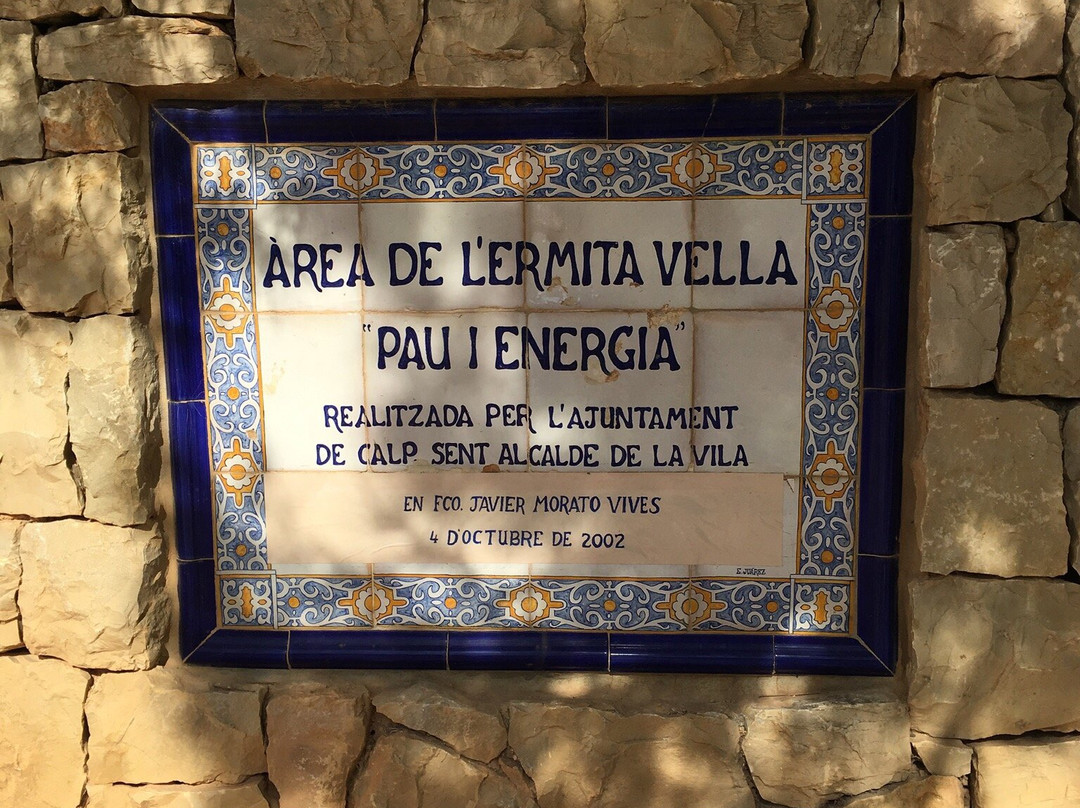 ÀREA DE L'ERMITA VELLA
"PAU I ENERGIA"
REALITZADA PER L'AJUNTAMENT
DE CALP SENT ALCALDE DE LA VILA
EN FCO. JAVIER MORATO VIVES
4 D'OCTUBRE DE 2002
E. JUÁREZ